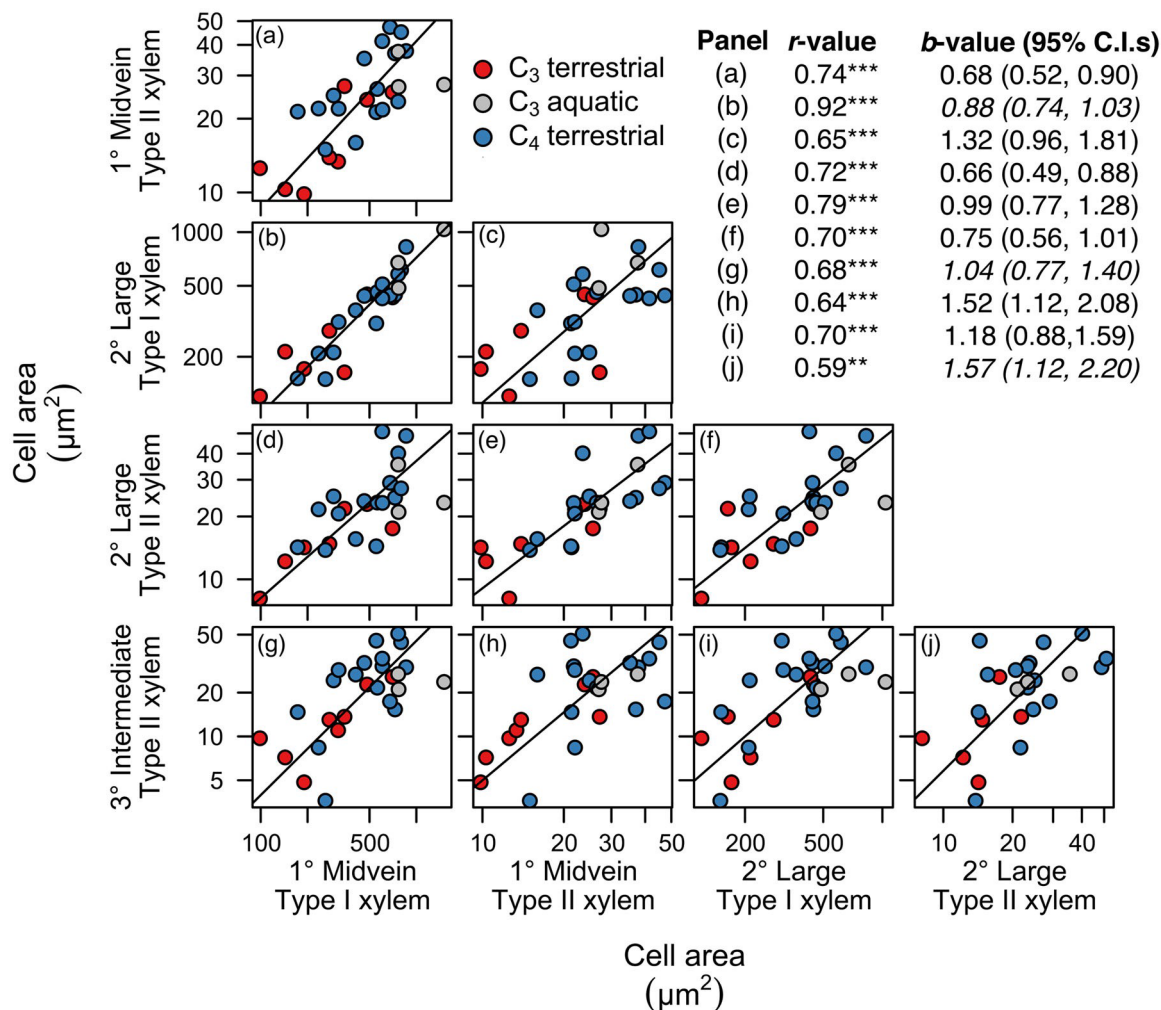 50
40
30
20
10
1° Midvein
Type II xylem
(a)
C3 terrestrial
C3 aquatic
C4 terrestrial
Panel r-value b-value (95% C.I.s)
(a) 0.74*** 0.68 (0.52, 0.90)
(b) 0.92*** 0.88 (0.74, 1.03)
(c) 0.65*** 1.32 (0.96, 1.81)
(d) 0.72*** 0.66 (0.49, 0.88)
(e) 0.79*** 0.99 (0.77, 1.28)
(f) 0.70*** 0.75 (0.56, 1.01)
(g) 0.68*** 1.04 (0.77, 1.40)
(h) 0.64*** 1.52 (1.12, 2.08)
(i) 0.70*** 1.18 (0.88,1.59)
(j) 0.59** 1.57 (1.12, 2.20)
1000
500
200
2° Large
Type I xylem
(b)
(c)
Cell area
(µm2)
40
30
20
10
2° Large
Type II xylem
(d)
(e)
(f)
50
20
10
5
3° Intermediate
Type II xylem
(g)
(h)
(i)
(j)
100 500
10 20 30 50
200 500
10 20 40
1° Midvein
Type I xylem
1° Midvein
Type II xylem
2° Large
Type I xylem
2° Large
Type II xylem
Cell area
(µm2)